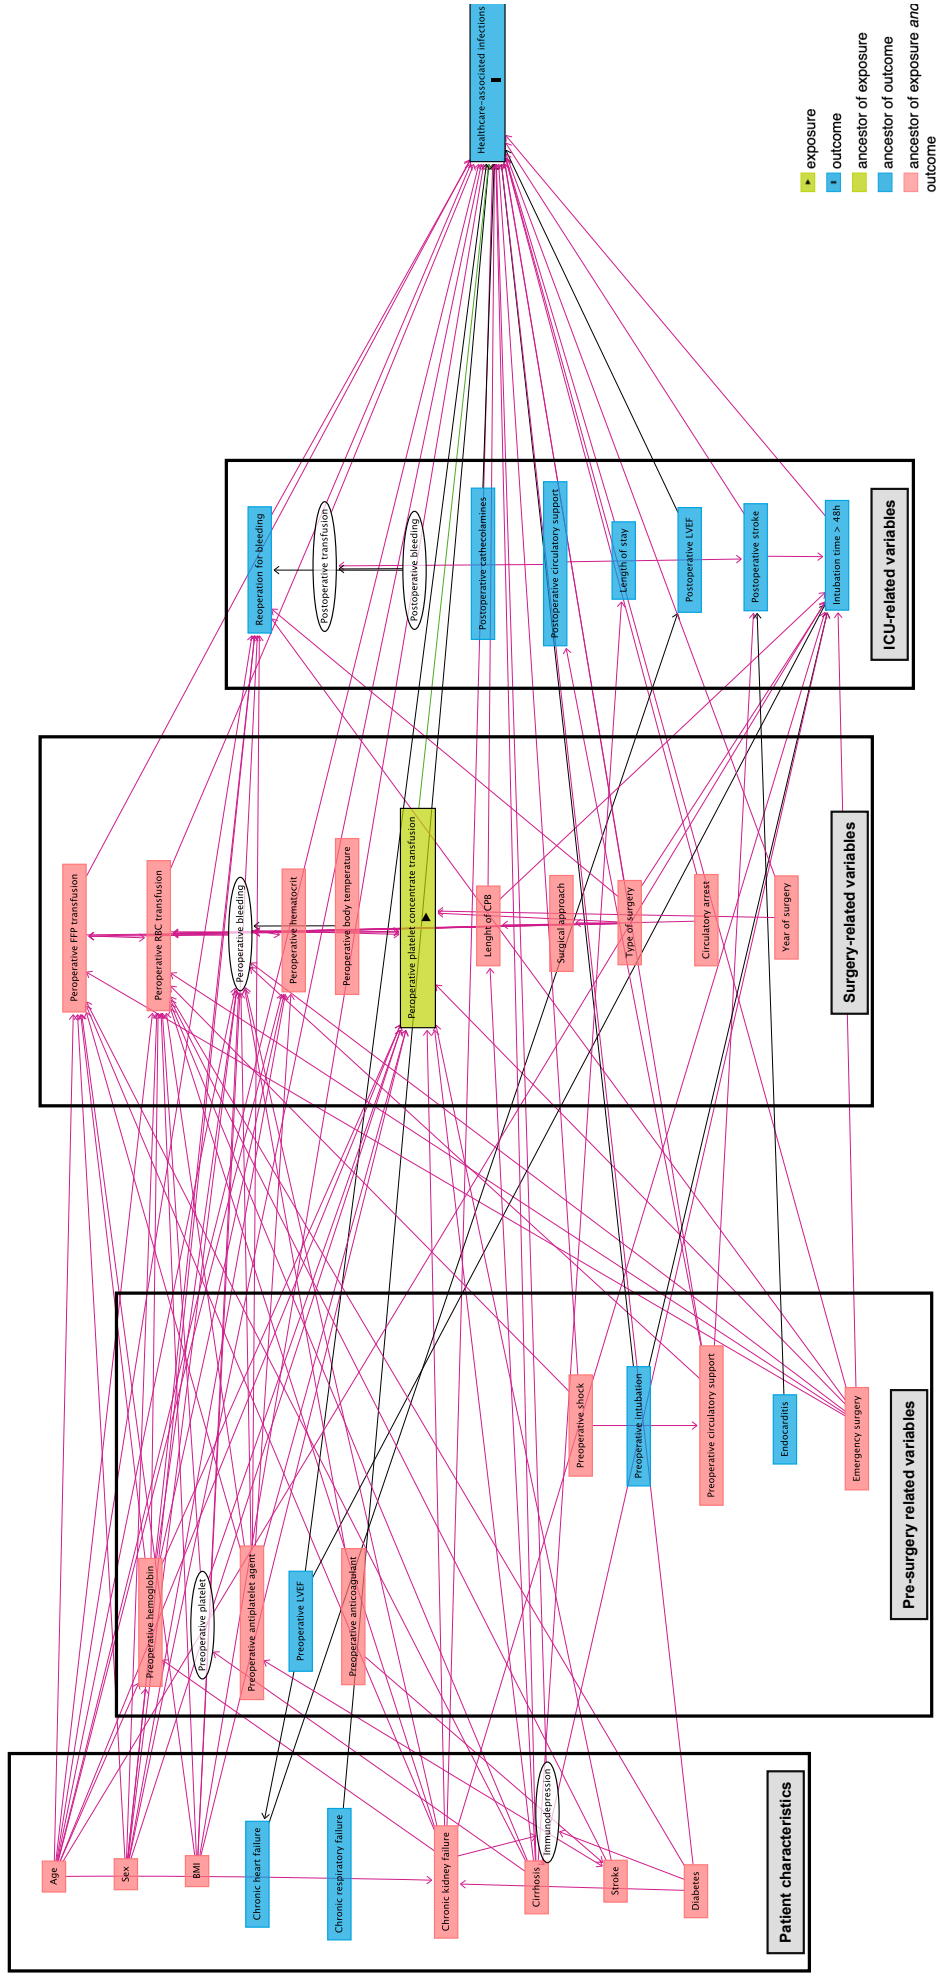 Age
Sex
BMI
Chronic heart failure
Chronic respiratory failure
Chronic kidney failure
Cirrhosis
Immunodepression
Stroke
Diabetes
Patient characteristics
Preoperative hemoglobin
Preoperative platelet
Preoperative antiplatelet agent
Preoperative LVEF
Preoperative anticoagulant
Preoperative shock
Preoperative intubation
Preoperative circulatory support
Endocarditis
Emergency surgery
Pre-surgery related variables
Peroperative FFP transfusion
Peroperative RBC transfusion
Peroperative bleeding
Peroperative hematocrit
Peroperative body temperature
Peroperative platelet concentrate transfusion
Lenght of CPB
Surgical approach
Type of surgery
Circulatory arrest
Year of surgery
Surgery-related variables
Reoperation for bleeding
Postoperative transfusion
Postoperative bleeding
Postoperative cathecolamines
Postoperative circulatory support
Length of stay
Postoperative LVEF
Postoperative stroke
Intubation time > 48h
ICU-related variables
Healthcare-associated infections
exposure
outcome
ancestor of exposure
ancestor of outcome
ancestor of exposure and
outcome